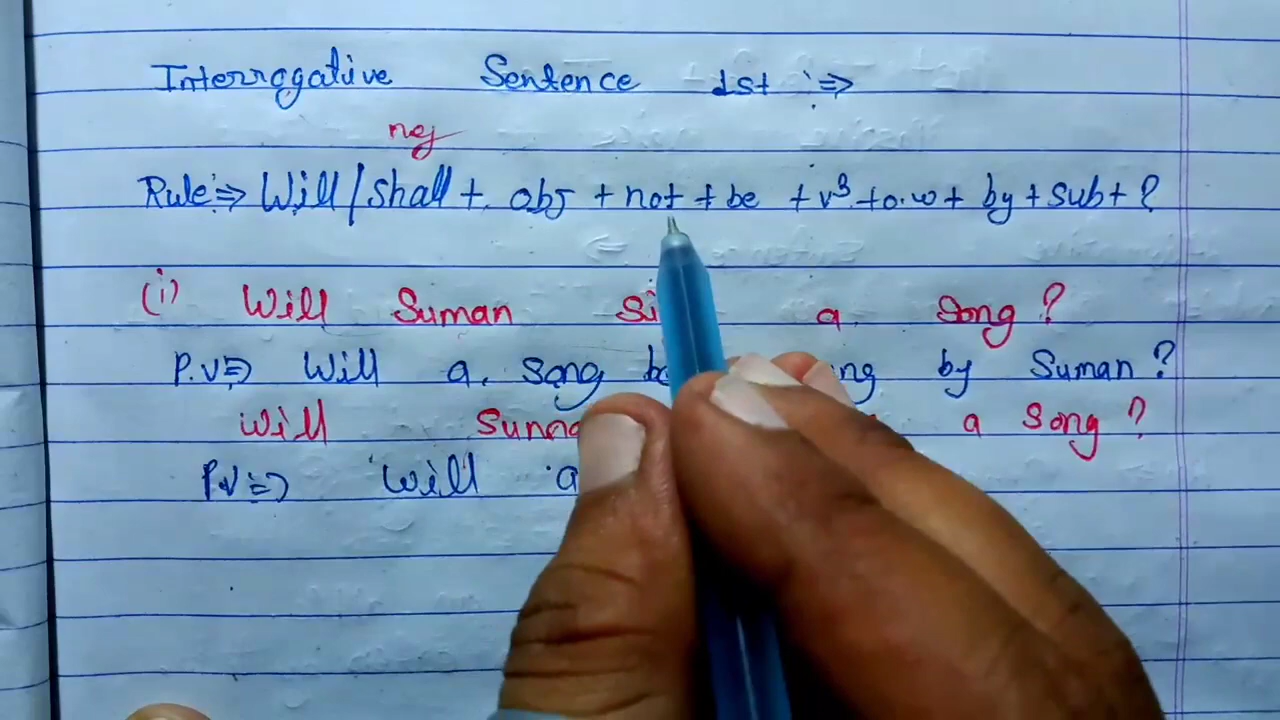 Interrogative Sentence 1st :⇒
neg
Rule:⇒ Will/Shall + obj + not + be + v³ + o.w + by + sub + ?
(i) Will Suman a Song?
P.V⇒ Will a song by Suman?
Will a Song?
P.V⇒ Will a